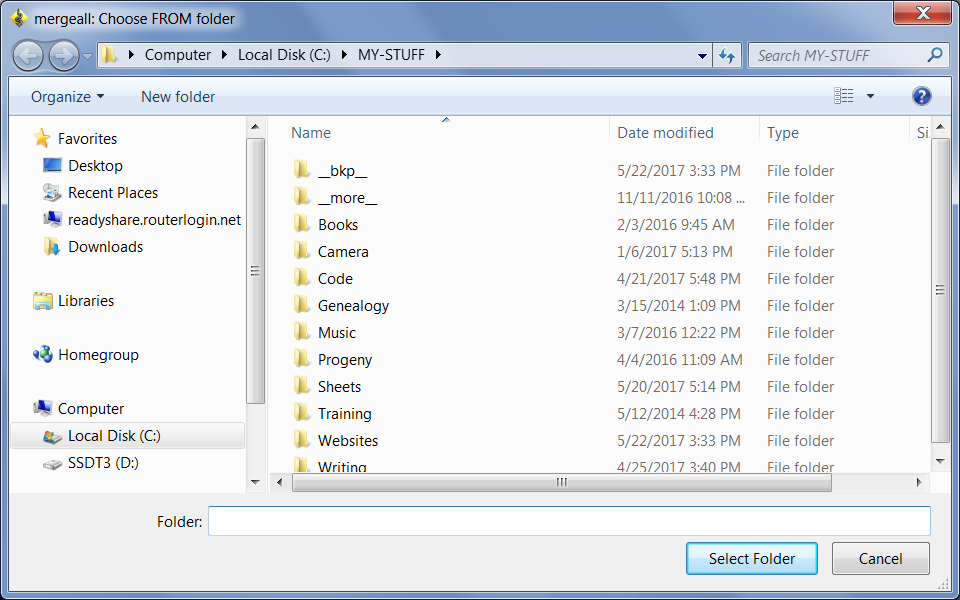 mergeall: Choose FROM folder
Computer Local Disk (C:) MY-STUFF
Search MY-STUFF
Organize New folder
Favorites
Desktop
Recent Places
readyshare.routerlogin.net
Downloads
Libraries
Homegroup
Computer
Local Disk (C:)
SSDT3 (D:)
Name Date modified Type Si
__bkp__ 5/22/2017 3:33 PM File folder
__more__ 11/11/2016 10:08 ... File folder
Books 2/3/2016 9:45 AM File folder
Camera 1/6/2017 5:13 PM File folder
Code 4/21/2017 5:48 PM File folder
Genealogy 3/15/2014 1:09 PM File folder
Music 3/7/2016 12:22 PM File folder
Progeny 4/4/2016 11:09 AM File folder
Sheets 5/20/2017 5:14 PM File folder
Training 5/12/2014 4:28 PM File folder
Websites 5/22/2017 3:33 PM File folder
Writing 4/25/2017 3:40 PM File folder
Folder:
Select Folder Cancel